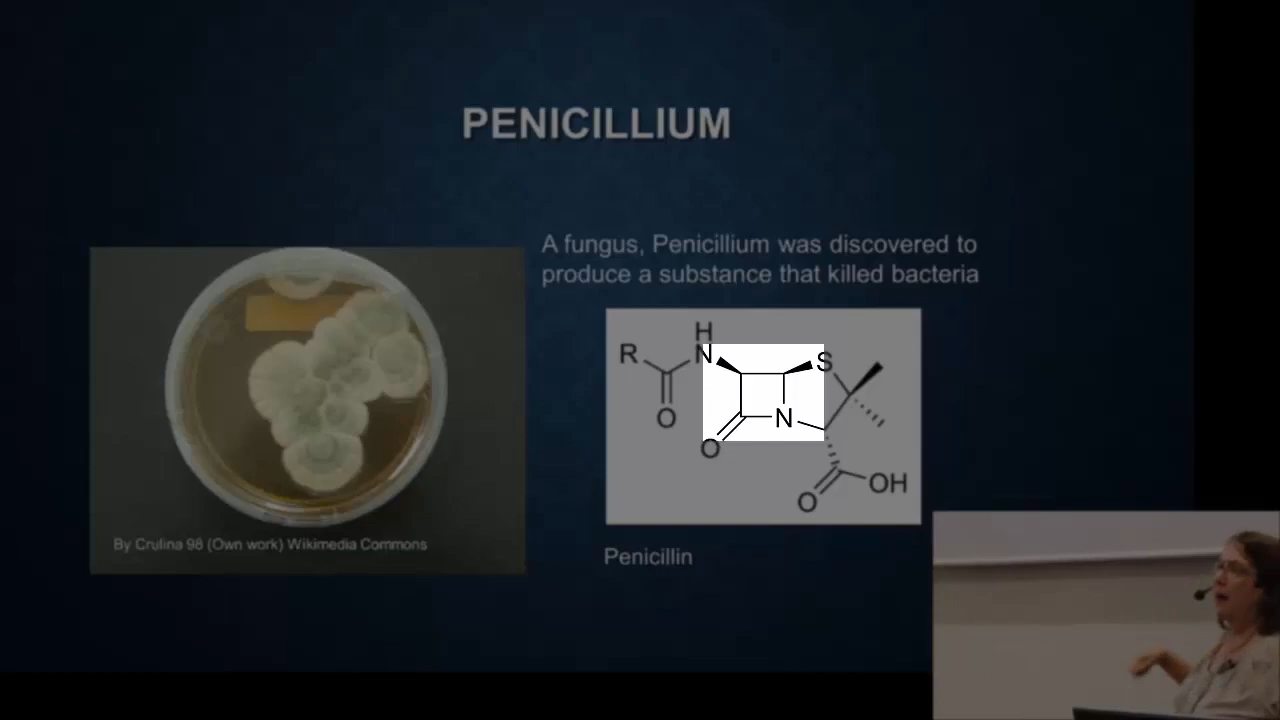 PENICILLIUM
A fungus, Penicillium was discovered to
produce a substance that killed bacteria
H
R
N
S
O
N
O
O
OH
By Crulina 98 (Own work) Wikimedia Commons
Penicillin